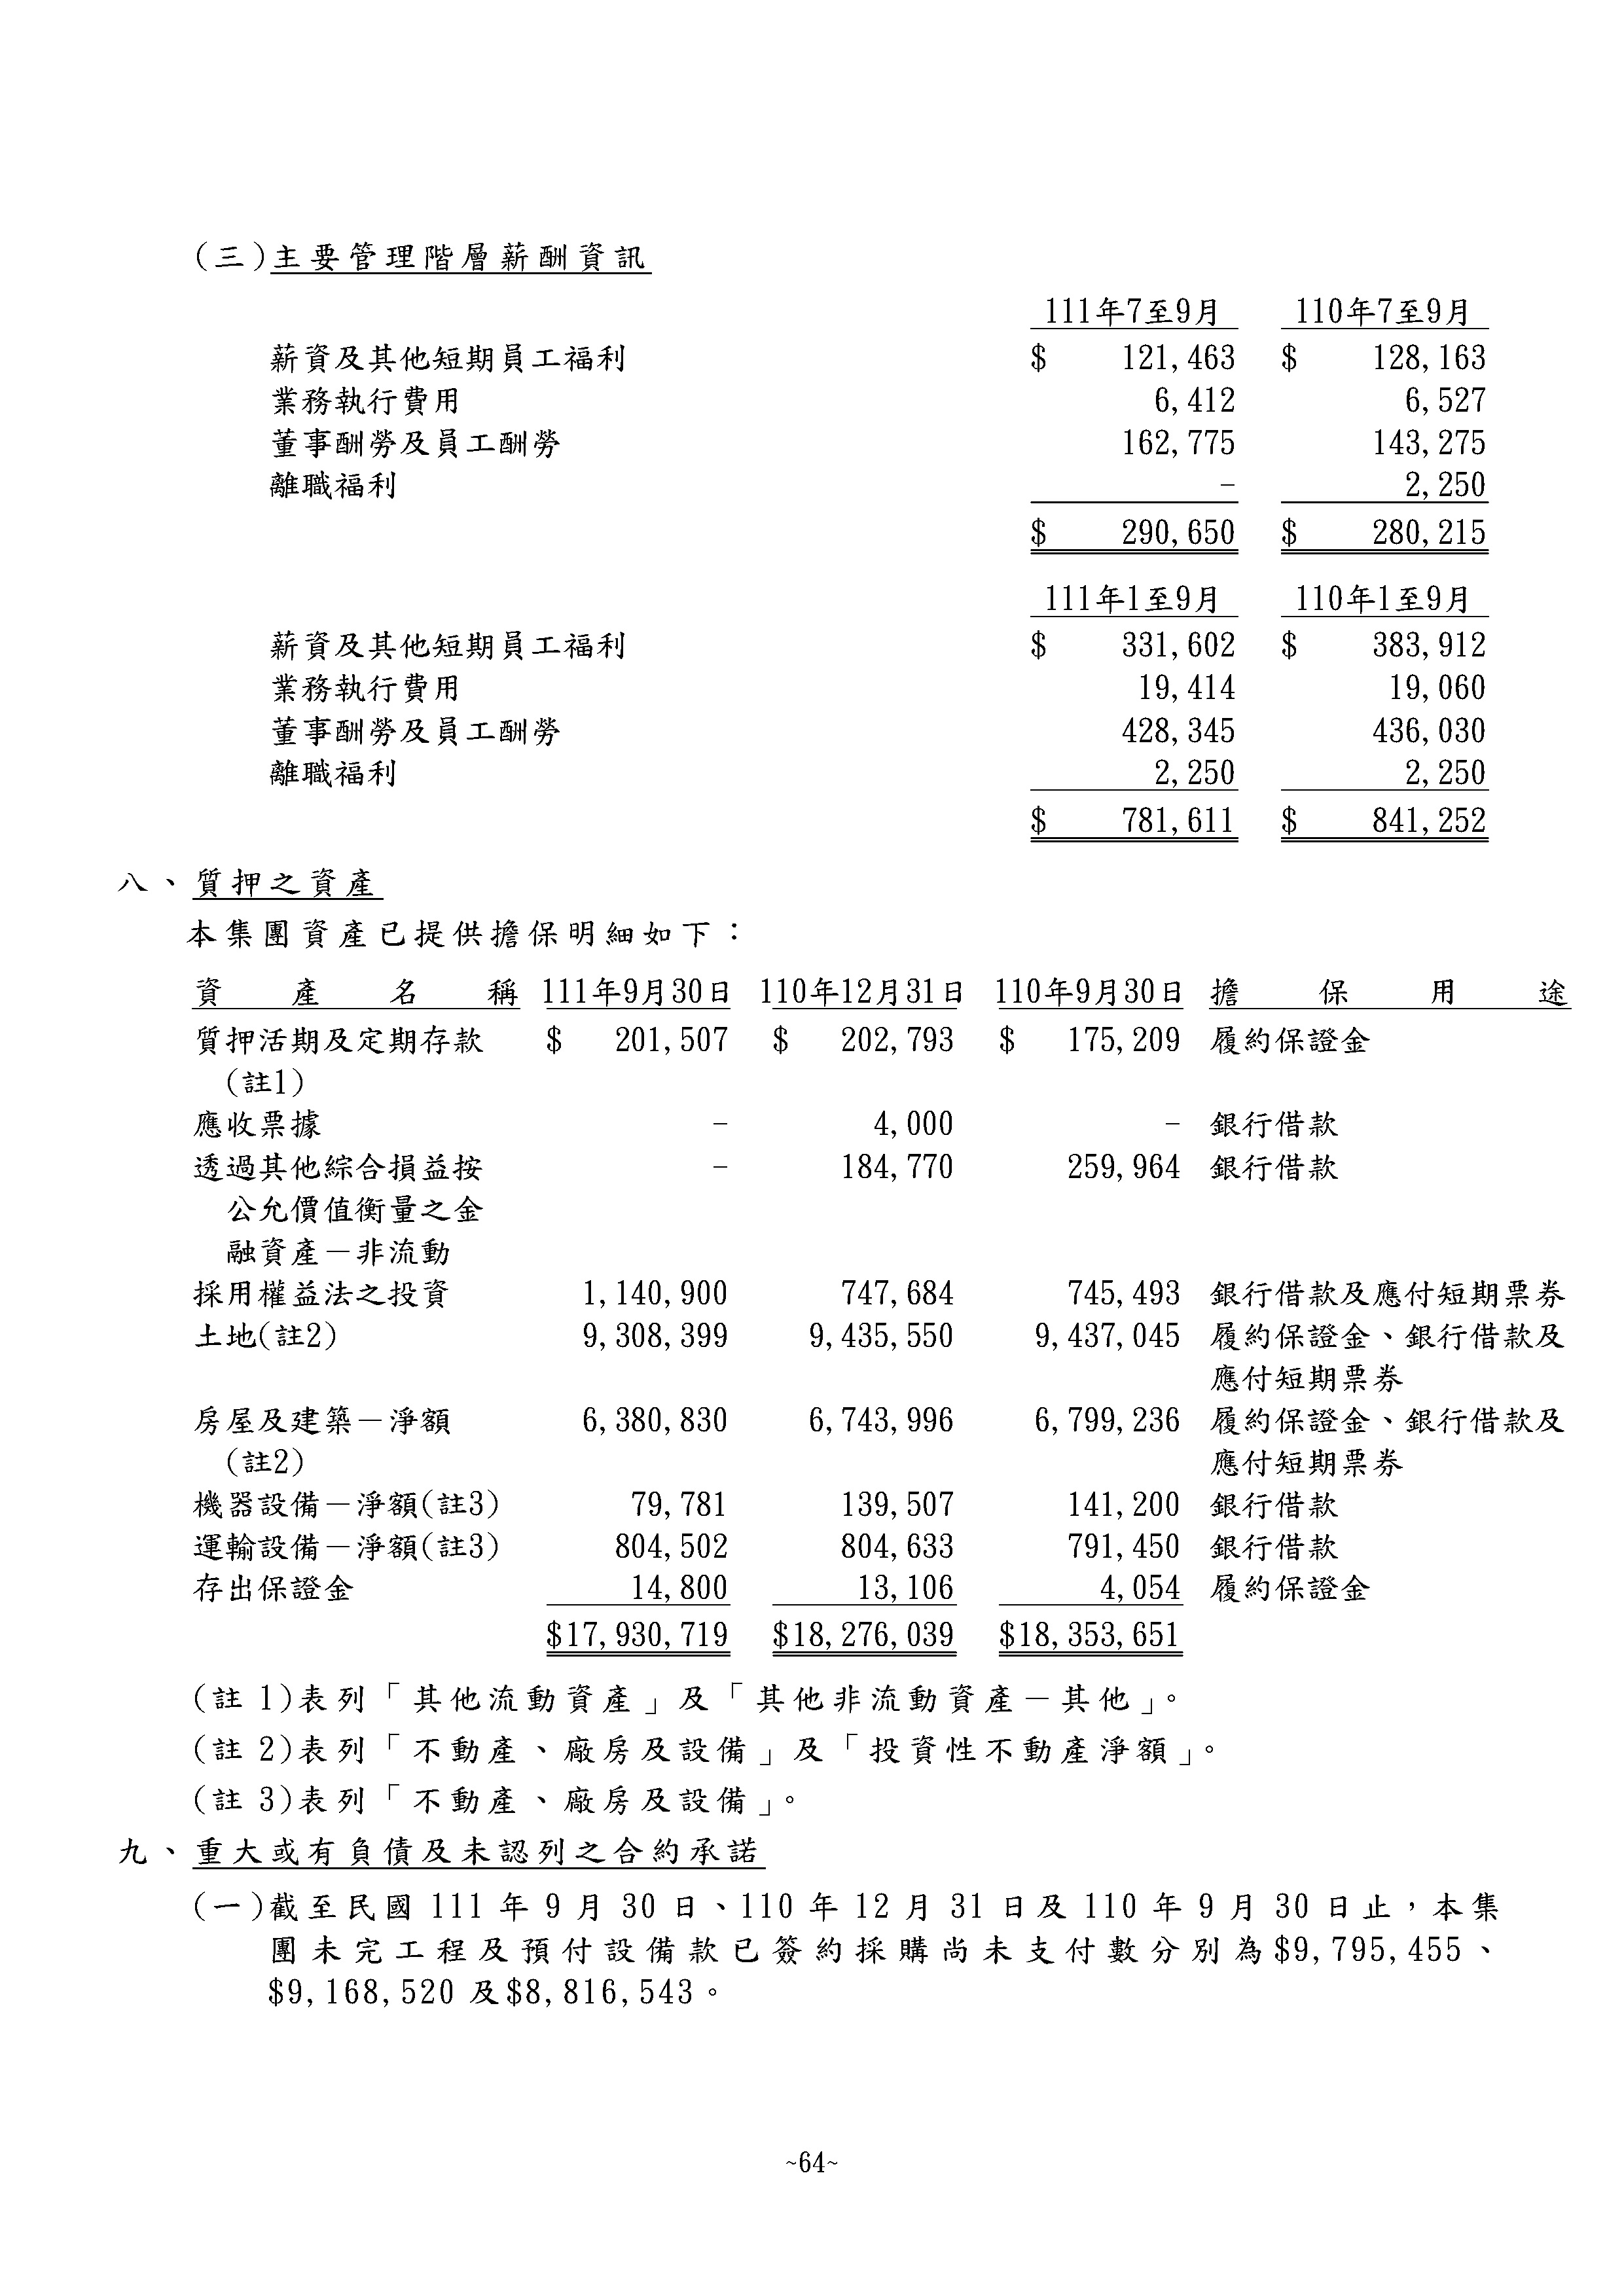 (三)主要管理階層薪酬資訊
111年7至9月 110年7至9月
薪資及其他短期員工福利 $ 121,463 $ 128,163
業務執行費用 6,412 6,527
董事酬勞及員工酬勞 162,775 143,275
離職福利 - 2,250
$ 290,650 $ 280,215
111年1至9月 110年1至9月
薪資及其他短期員工福利 $ 331,602 $ 383,912
業務執行費用 19,414 19,060
董事酬勞及員工酬勞 428,345 436,030
離職福利 2,250 2,250
$ 781,611 $ 841,252
八、質押之資產
本集團資產已提供擔保明細如下：
資產名稱 111年9月30日 110年12月31日 110年9月30日 擔保用途
質押活期及定期存款 $ 201,507 $ 202,793 $ 175,209 履約保證金
(註1)
應收票據 - 4,000 - 銀行借款
透過其他綜合損益按 - 184,770 259,964 銀行借款
公允價值衡量之金
融資產－非流動
採用權益法之投資 1,140,900 747,684 745,493 銀行借款及應付短期票券
土地(註2) 9,308,399 9,435,550 9,437,045 履約保證金、銀行借款及
應付短期票券
房屋及建築－淨額 6,380,830 6,743,996 6,799,236 履約保證金、銀行借款及
(註2) 應付短期票券
機器設備－淨額(註3) 79,781 139,507 141,200 銀行借款
運輸設備－淨額(註3) 804,502 804,633 791,450 銀行借款
存出保證金 14,800 13,106 4,054 履約保證金
$17,930,719 $18,276,039 $18,353,651
(註 1)表列「其他流動資產」及「其他非流動資產－其他」。
(註 2)表列「不動產、廠房及設備」及「投資性不動產淨額」。
(註 3)表列「不動產、廠房及設備」。
九、重大或有負債及未認列之合約承諾
(一)截至民國 111 年 9 月 30 日、110 年 12 月 31 日及 110 年 9 月 30 日止，本集
團未完工程及預付設備款已簽約採購尚未支付數分別為$9,795,455、
$9,168,520 及$8,816,543。
~64~